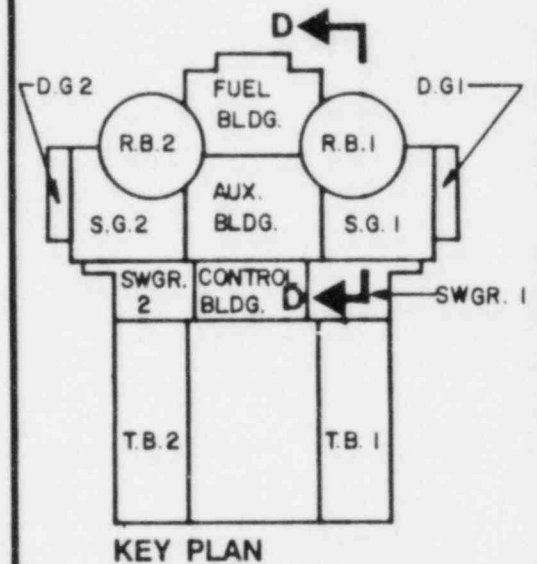 D
D.G2
FUEL
BLDG.
D.G1
R.B.2
R.B.1
S.G.2
AUX.
BLDG.
S.G.1
SWGR.
2
CONTROL
BLDG.
D
SWGR. 1
T.B.2
T.B.1
KEY PLAN